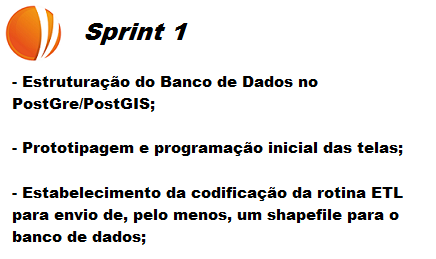 Sprint 1
- Estruturação do Banco de Dados no
PostGre/PostGIS;
- Prototipagem e programação inicial das telas;
- Estabelecimento da codificação da rotina ETL
para envio de, pelo menos, um shapefile para o
banco de dados;